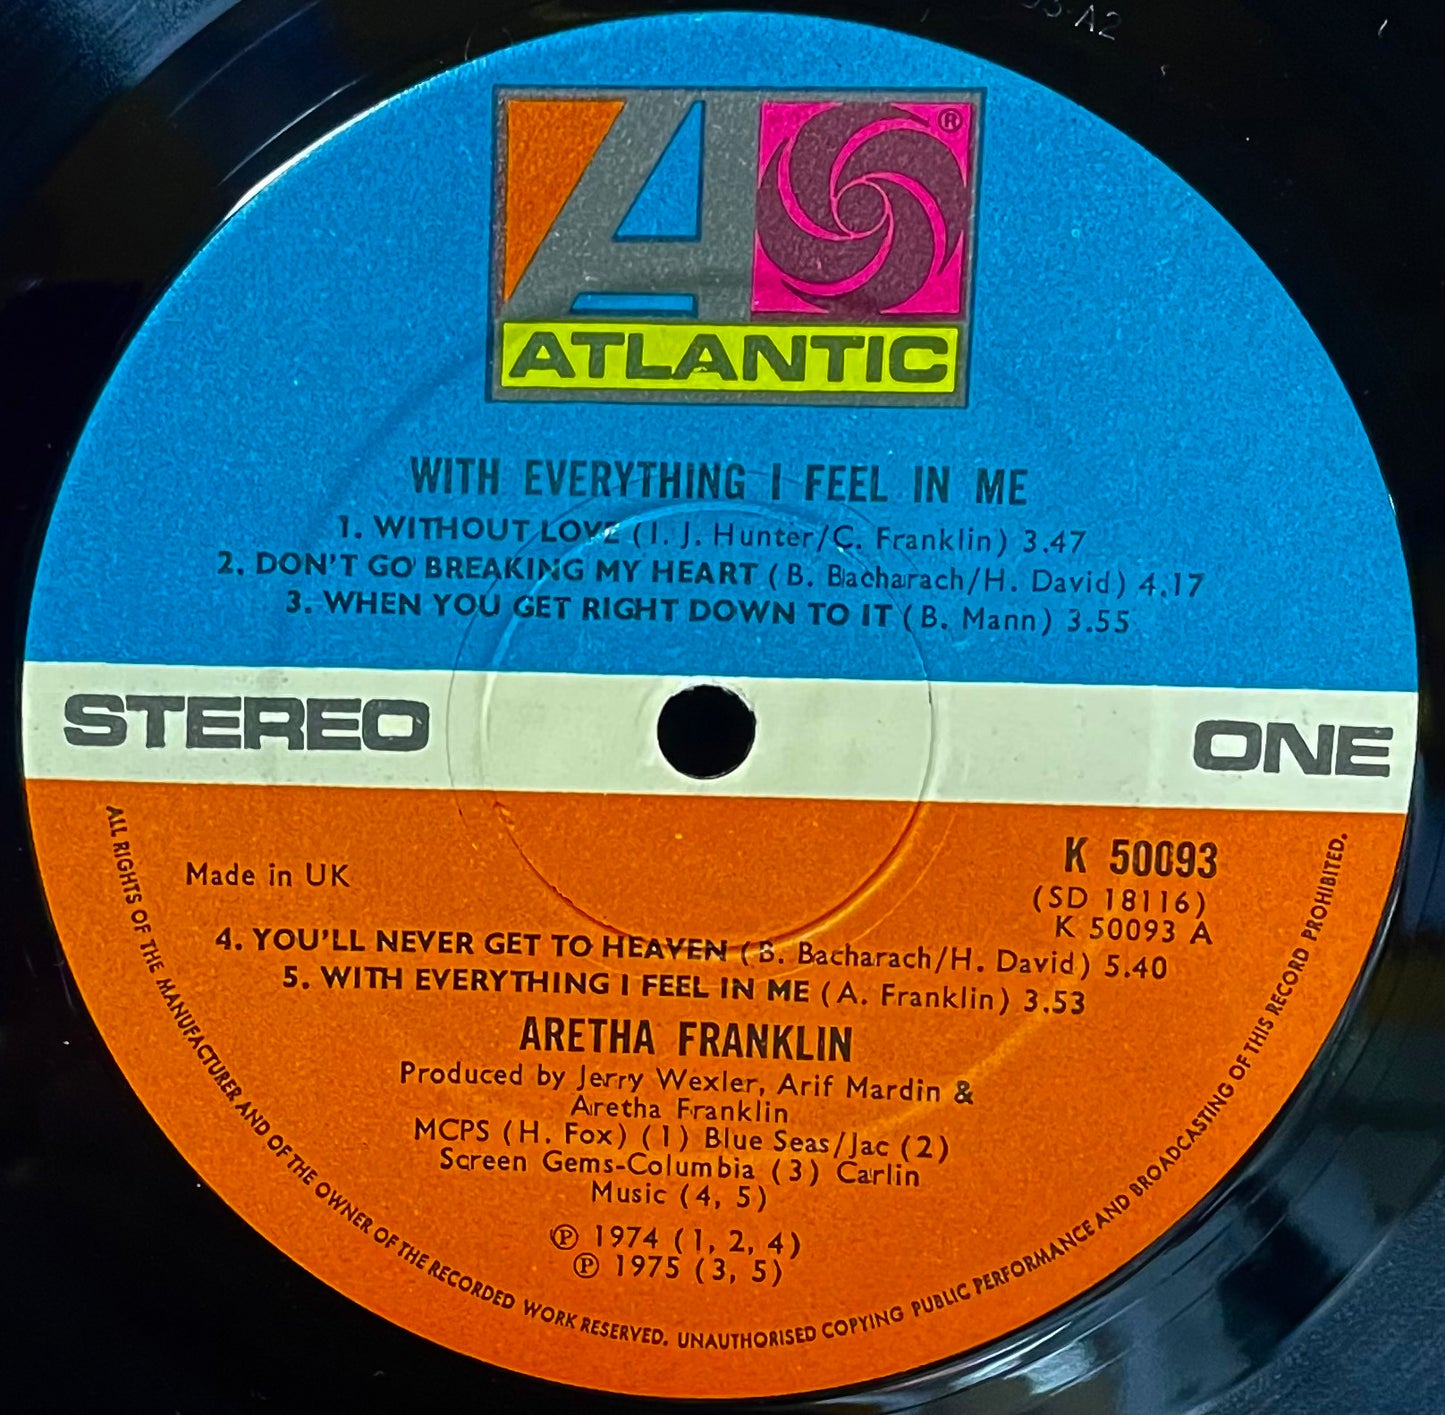 A2
®
ATLANTIC
WITH EVERYTHING I FEEL IN ME
1. WITHOUT LOVE (I. J. Hunter/C. Franklin) 3.47
2. DON'T GO BREAKING MY HEART (B. Bacharach/H. David) 4.17
3. WHEN YOU GET RIGHT DOWN TO IT (B. Mann) 3.55
STEREO
ONE
Made in UK
K 50093
(SD 18116)
K 50093 A
4. YOU'LL NEVER GET TO HEAVEN (B. Bacharach/H. David) 5.40
5. WITH EVERYTHING I FEEL IN ME (A. Franklin) 3.53
ARETHA FRANKLIN
Produced by Jerry Wexler, Arif Mardin &
Aretha Franklin
MCPS (H. Fox) (1) Blue Seas/Jac (2)
Screen Gems-Columbia (3) Carlin
Music (4, 5)
℗ 1974 (1, 2, 4)
℗ 1975 (3, 5)
ALL RIGHTS OF THE MANUFACTURER AND OF THE OWNER OF THE RECORDED WORK RESERVED. UNAUTHORISED COPYING PUBLIC PERFORMANCE AND BROADCASTING OF THIS RECORD PROHIBITED.